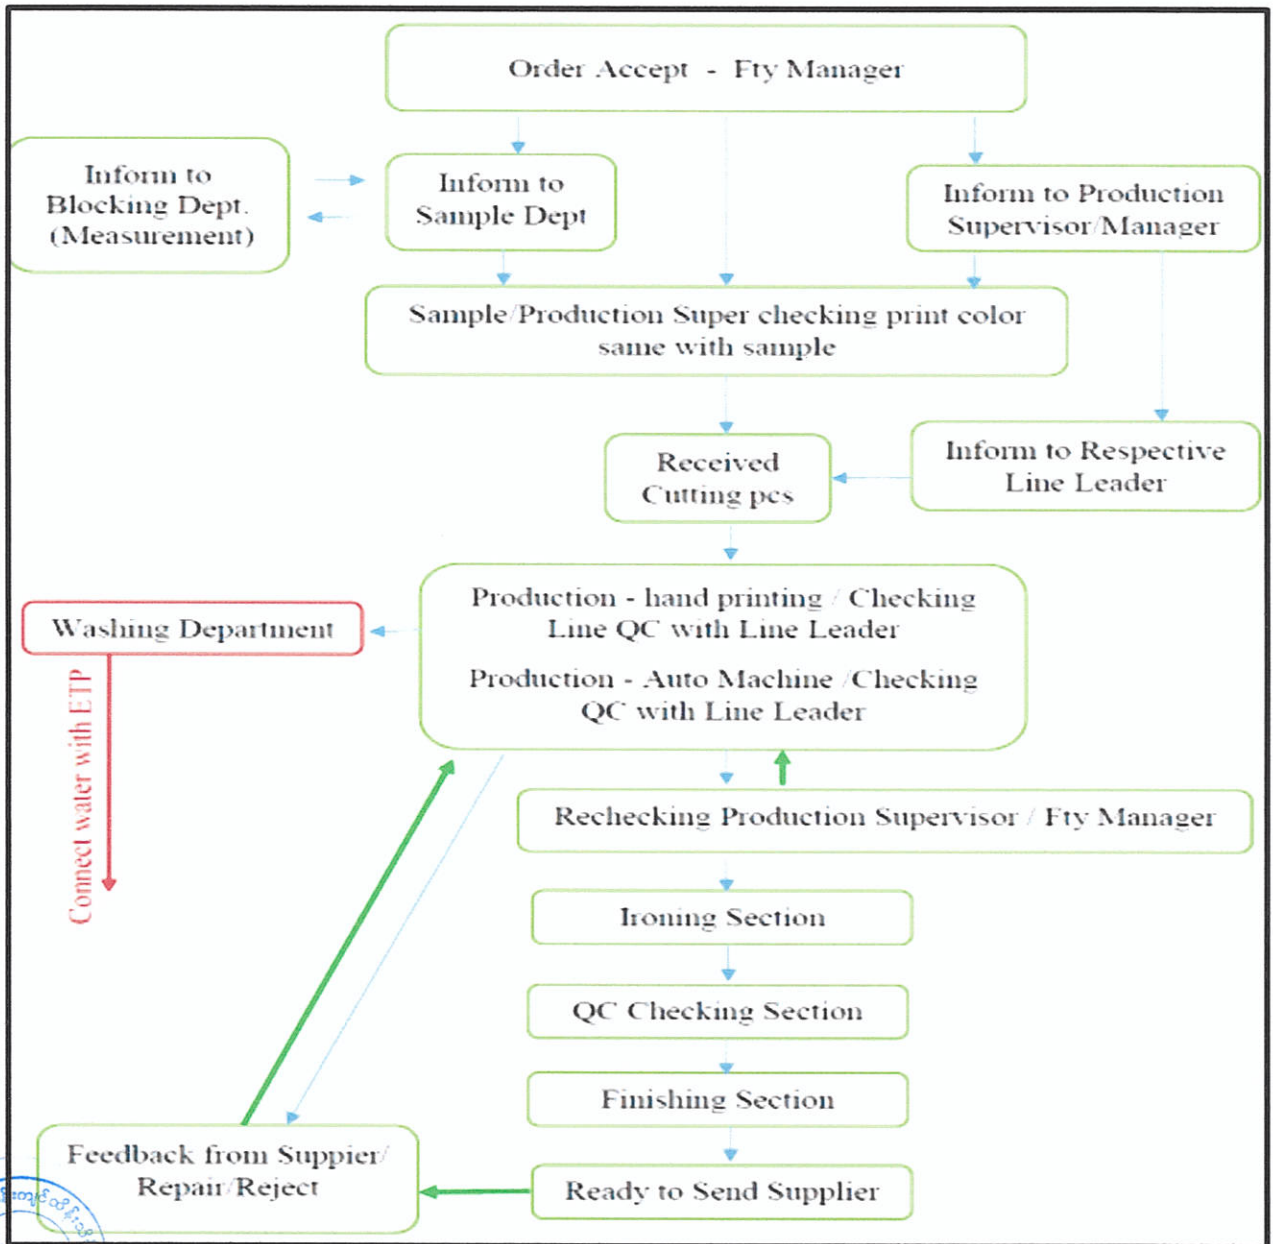 Order Accept - Fty Manager
Inform to
Blocking Dept.
(Measurement)
Inform to
Sample Dept
Inform to Production
Supervisor/Manager
Sample/Production Super checking print color
same with sample
Received
Cutting pcs
Inform to Respective
Line Leader
Production - hand printing / Checking
Line QC with Line Leader
Production - Auto Machine /Checking
QC with Line Leader
Washing Department
Connect water with ETP
Rechecking Production Supervisor / Fty Manager
Ironing Section
QC Checking Section
Finishing Section
Feedback from Suppier/
Repair/Reject
Ready to Send Supplier